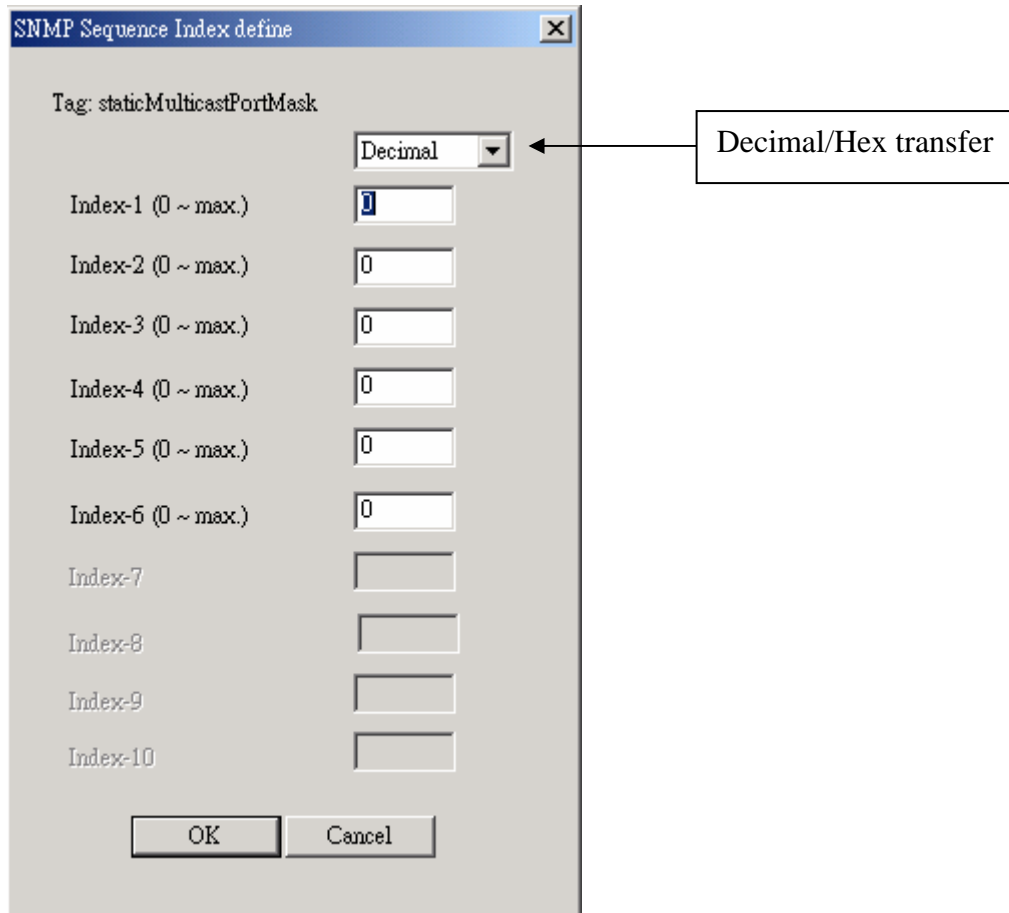 SNMP Sequence Index define
Tag: staticMulticastPortMask
Decimal
Decimal/Hex transfer
Index-1 (0 ~ max.) 0
Index-2 (0 ~ max.) 0
Index-3 (0 ~ max.) 0
Index-4 (0 ~ max.) 0
Index-5 (0 ~ max.) 0
Index-6 (0 ~ max.) 0
Index-7
Index-8
Index-9
Index-10
OK Cancel